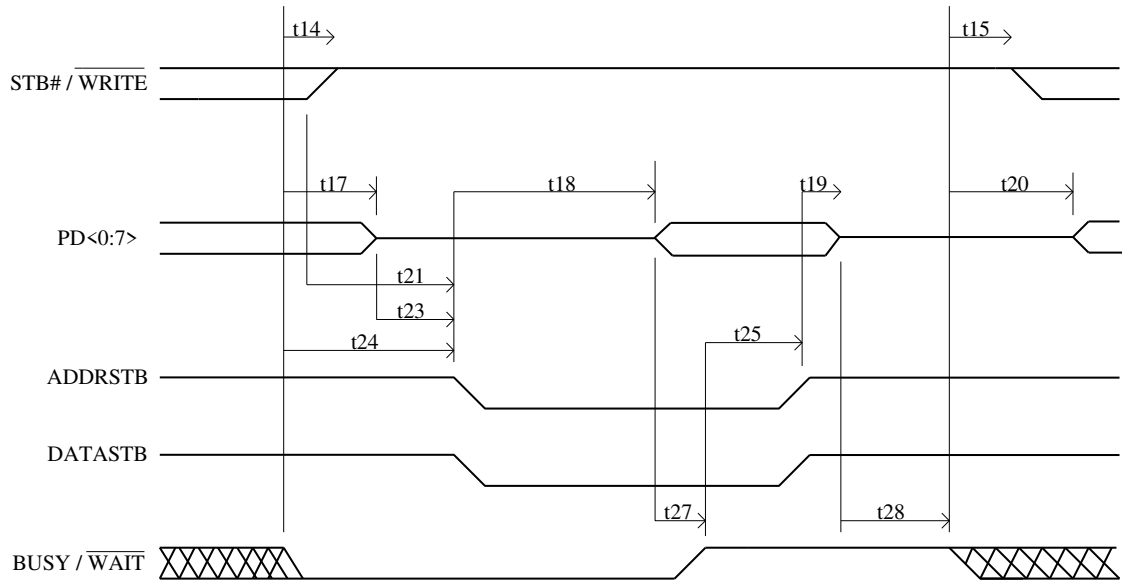 t14 t15
STB# / WRITE
t17 t18 t19 t20
PD<0:7>
t21
t23
t25
t24
ADDRSTB
DATASTB
t27 t28
BUSY / WAIT